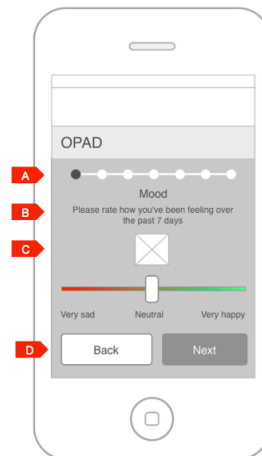 OPAD
A
Mood
B
Please rate how you've been feeling over
the past 7 days
C
Very sad Neutral Very happy
D
Back Next